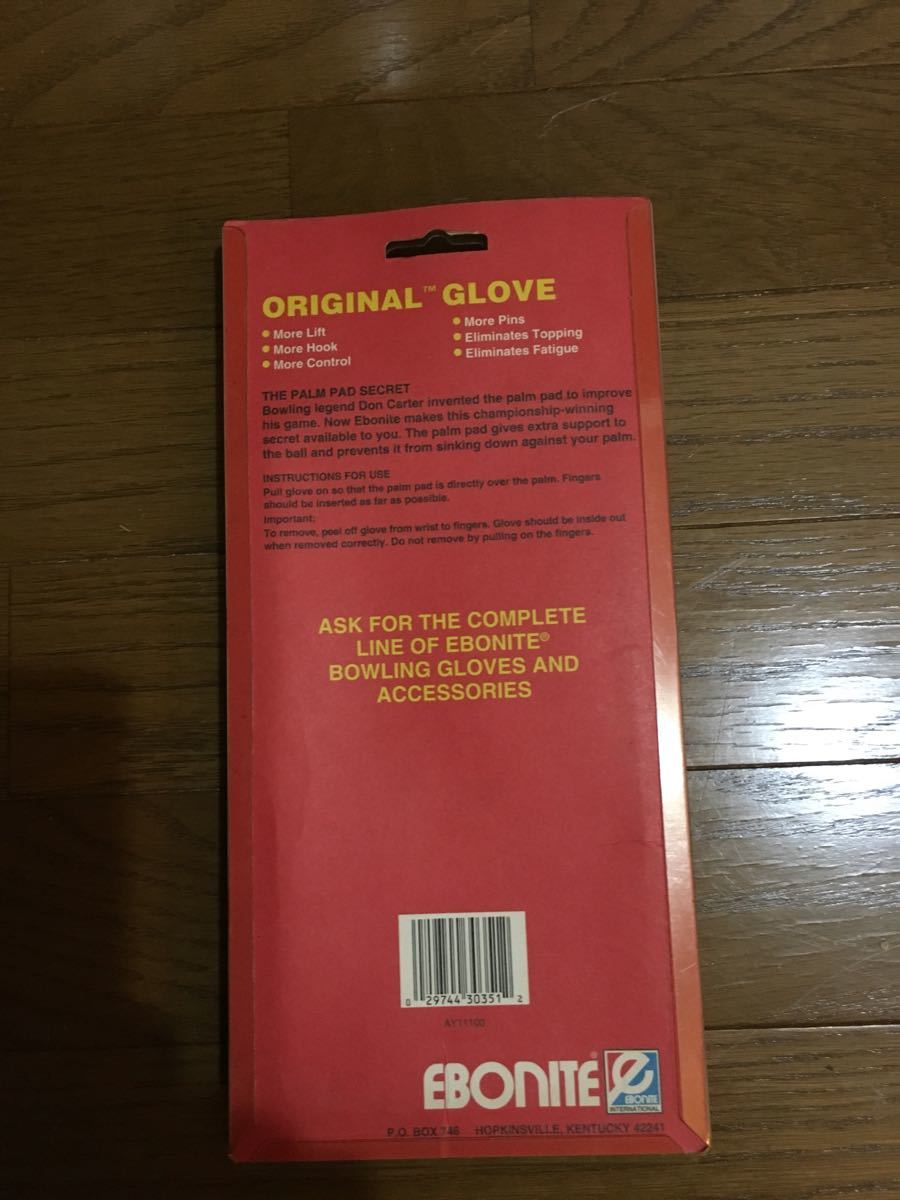 ORIGINAL™ GLOVE
• More Lift
• More Hook
• More Control
• More Pins
• Eliminates Topping
• Eliminates Fatigue
THE PALM PAD SECRET
Bowling legend Don Carter invented the palm pad to improve
his game. Now Ebonite makes this championship-winning
secret available to you. The palm pad gives extra support to
the ball and prevents it from sinking down against your palm.
INSTRUCTIONS FOR USE
Pull glove on so that the palm pad is directly over the palm. Fingers
should be inserted as far as possible.
Important:
To remove, peel off glove from wrist to fingers. Glove should be inside out
when removed correctly. Do not remove by pulling on the fingers.
ASK FOR THE COMPLETE
LINE OF EBONITE®
BOWLING GLOVES AND
ACCESSORIES
0 29744 30351 2
AY11100
EBONITE®
e
EBONITE
INTERNATIONAL
P.O. BOX 746 HOPKINSVILLE, KENTUCKY 42241